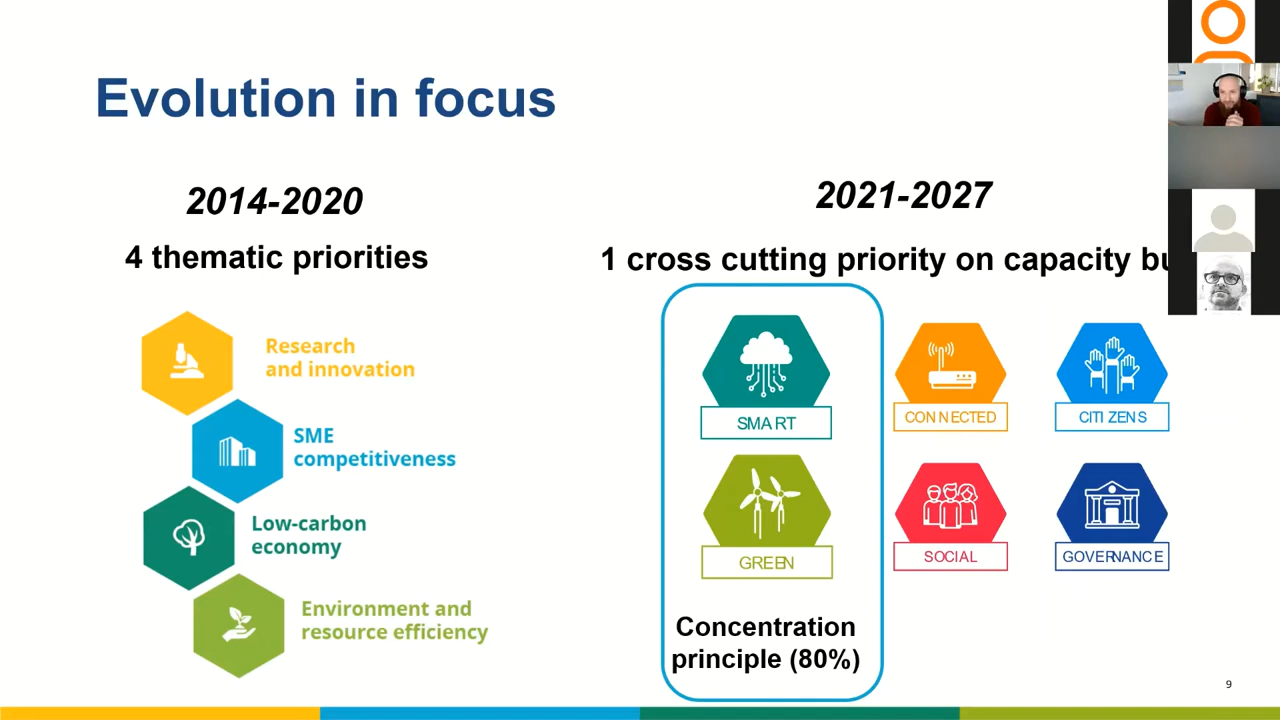 Evolution in focus
2014-2020
4 thematic priorities
Research
and innovation
SME
competitiveness
Low-carbon
economy
Environment and
resource efficiency
2021-2027
1 cross cutting priority on capacity
SMART
CONNECTED
CITIZENS
GREEN
SOCIAL
GOVERNANCE
Concentration
principle (80%)
9